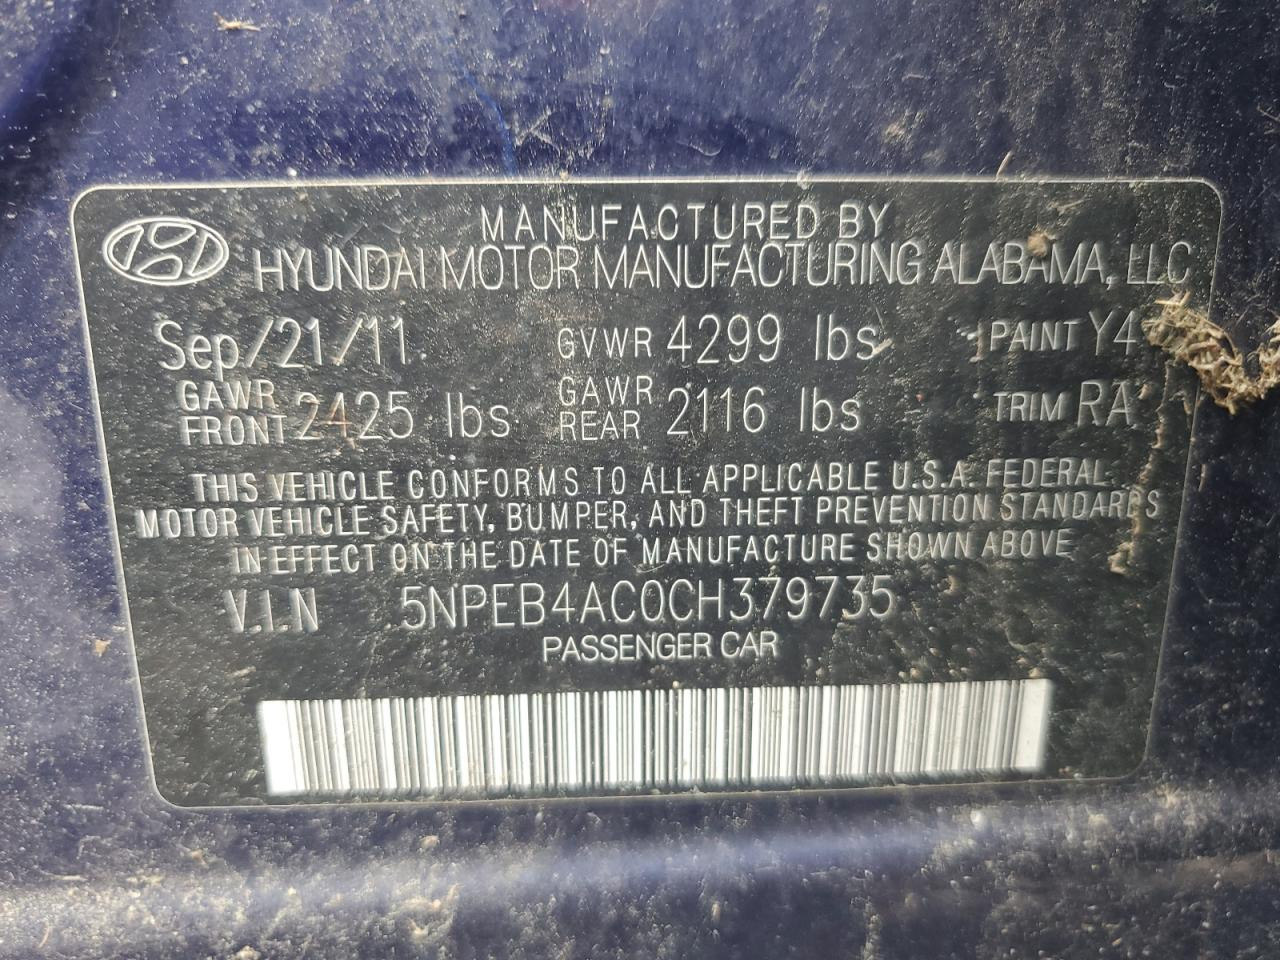 MANUFACTURED BY
HYUNDAI MOTOR MANUFACTURING ALABAMA, LLC
Sep/21/11 GVWR 4299 lbs PAINT Y4
GAWR FRONT 2425 lbs GAWR REAR 2116 lbs TRIM RA
THIS VEHICLE CONFORMS TO ALL APPLICABLE U.S.A. FEDERAL
MOTOR VEHICLE SAFETY, BUMPER, AND THEFT PREVENTION STANDARDS
IN EFFECT ON THE DATE OF MANUFACTURE SHOWN ABOVE
V.I.N 5NPEB4AC0CH379735
PASSENGER CAR